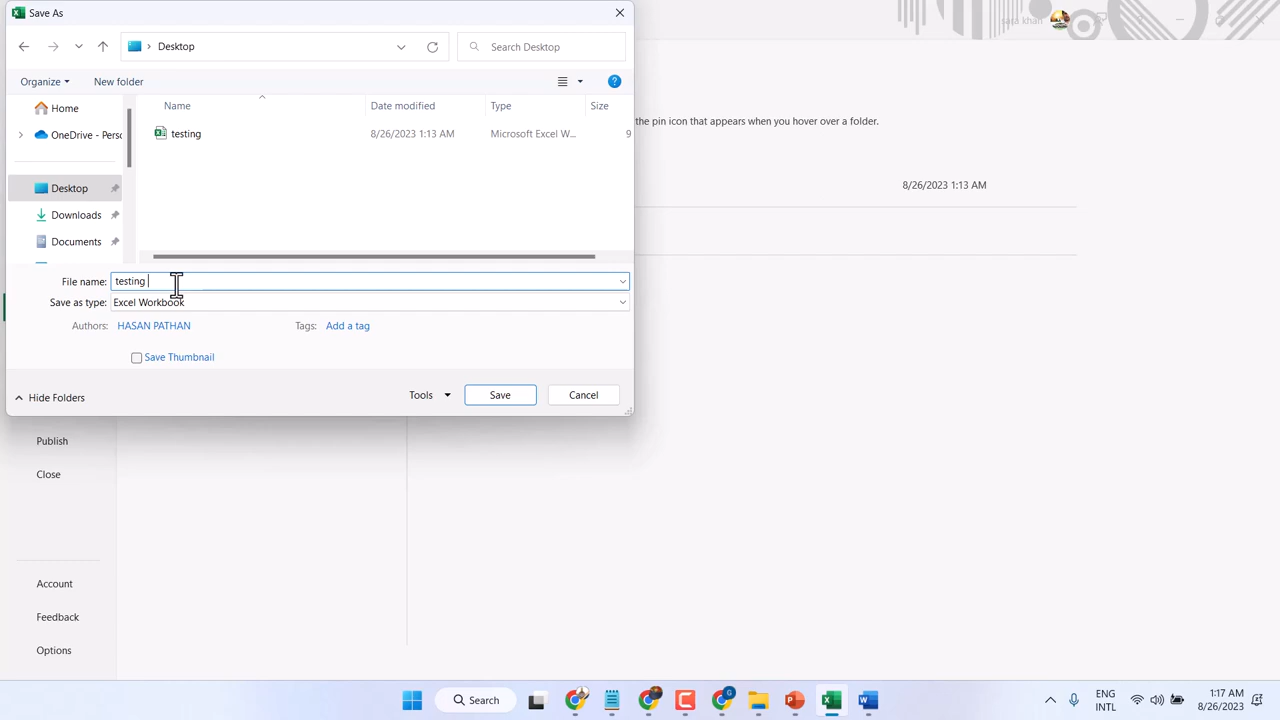 Save As
sara khan
Desktop
Search Desktop
Organize
New folder
Home
OneDrive - Persc
Desktop
Downloads
Documents
Name
Date modified
Type
Size
testing
8/26/2023 1:13 AM
Microsoft Excel W...
9
File name: testing
Save as type: Excel Workbook
Authors: HASAN PATHAN
Tags: Add a tag
Save Thumbnail
Hide Folders
Tools
Save
Cancel
the pin icon that appears when you hover over a folder.
8/26/2023 1:13 AM
Publish
Close
Account
Feedback
Options
Search
ENG
INTL
1:17 AM
8/26/2023